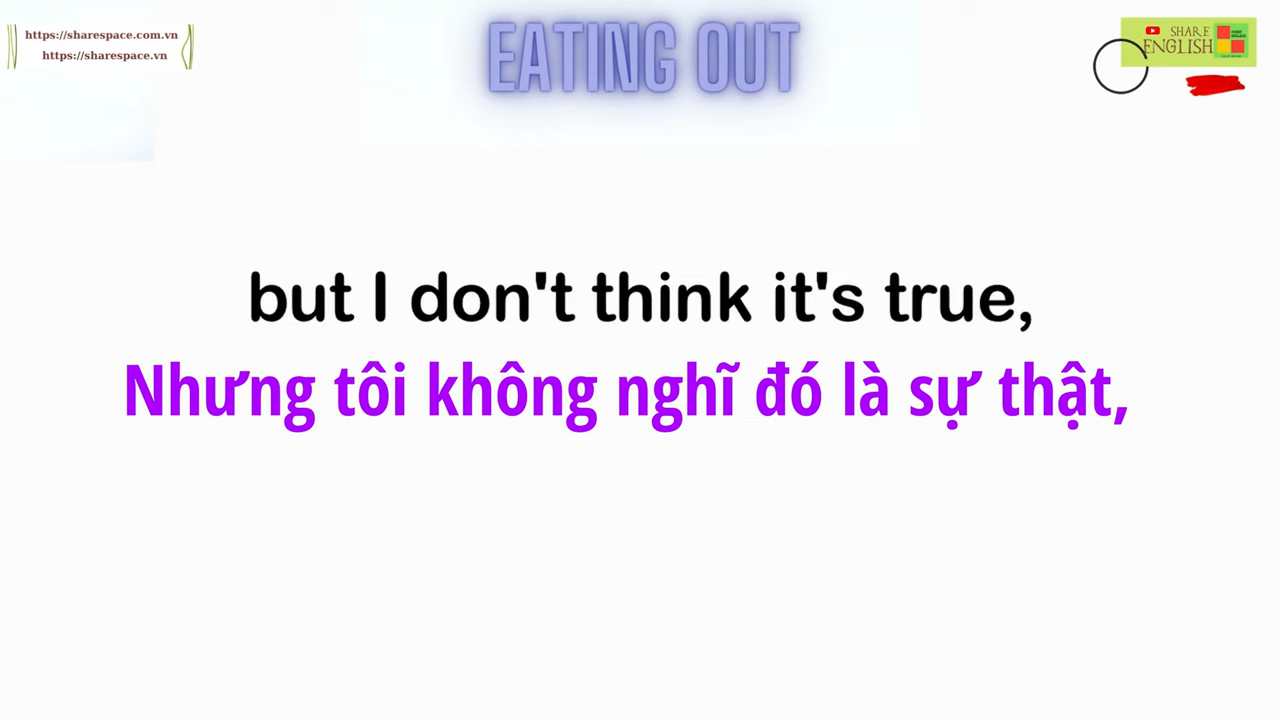 https://sharespace.com.vn
https://sharespace.vn
EATING OUT
SHARE
ENGLISH
but I don't think it's true,
Nhưng tôi không nghĩ đó là sự thật,